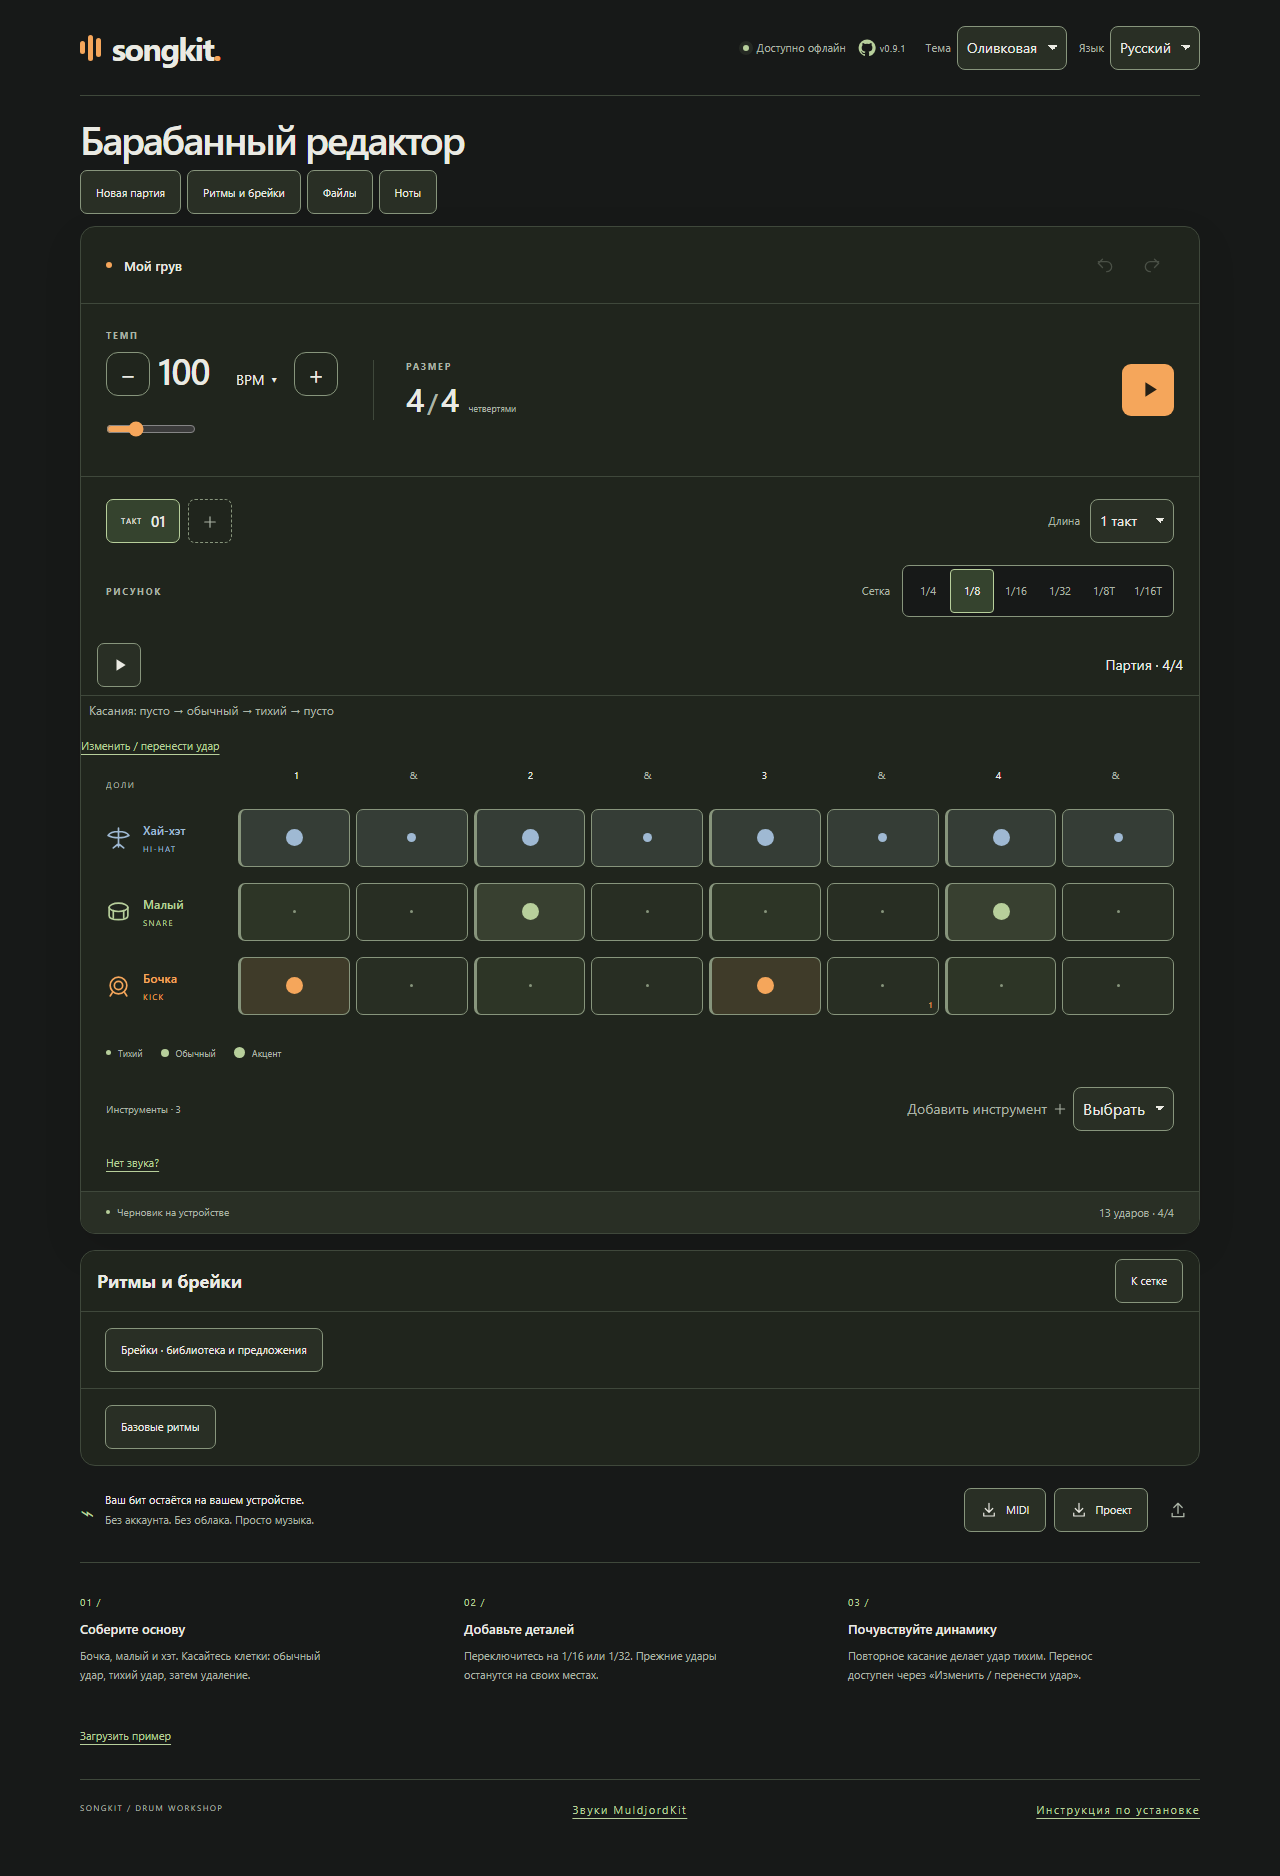 songkit.
Доступно офлайн
v0.9.1
Тема
Оливковая
Язык
Русский
Барабанный редактор
Новая партия
Ритмы и брейки
Файлы
Ноты
Мой грув
ТЕМП
− 100 BPM ▾ +
РАЗМЕР
4/4 четвертями
ТАКТ 01
+
Длина
1 такт
РИСУНОК
Сетка
1/4 1/8 1/16 1/32 1/8T 1/16T
Партия · 4/4
Касания: пусто → обычный → тихий → пусто
Изменить / перенести удар
ДОЛИ
1 & 2 & 3 & 4 &
Хай-хэт
HI-HAT
Малый
SNARE
Бочка
KICK
1
Тихий
Обычный
Акцент
Инструменты · 3
Добавить инструмент +
Выбрать
Нет звука?
Черновик на устройстве
13 ударов · 4/4
Ритмы и брейки
К сетке
Брейки · библиотека и предложения
Базовые ритмы
Ваш бит остаётся на вашем устройстве.
Без аккаунта. Без облака. Просто музыка.
MIDI
Проект
01 /
Соберите основу
Бочка, малый и хэт. Касайтесь клетки: обычный
удар, тихий удар, затем удаление.
02 /
Добавьте деталей
Переключитесь на 1/16 или 1/32. Прежние удары
останутся на своих местах.
03 /
Почувствуйте динамику
Повторное касание делает удар тихим. Перенос
доступен через «Изменить / перенести удар».
Загрузить пример
SONGKIT / DRUM WORKSHOP
Звуки MuldjordKit
Инструкция по установке